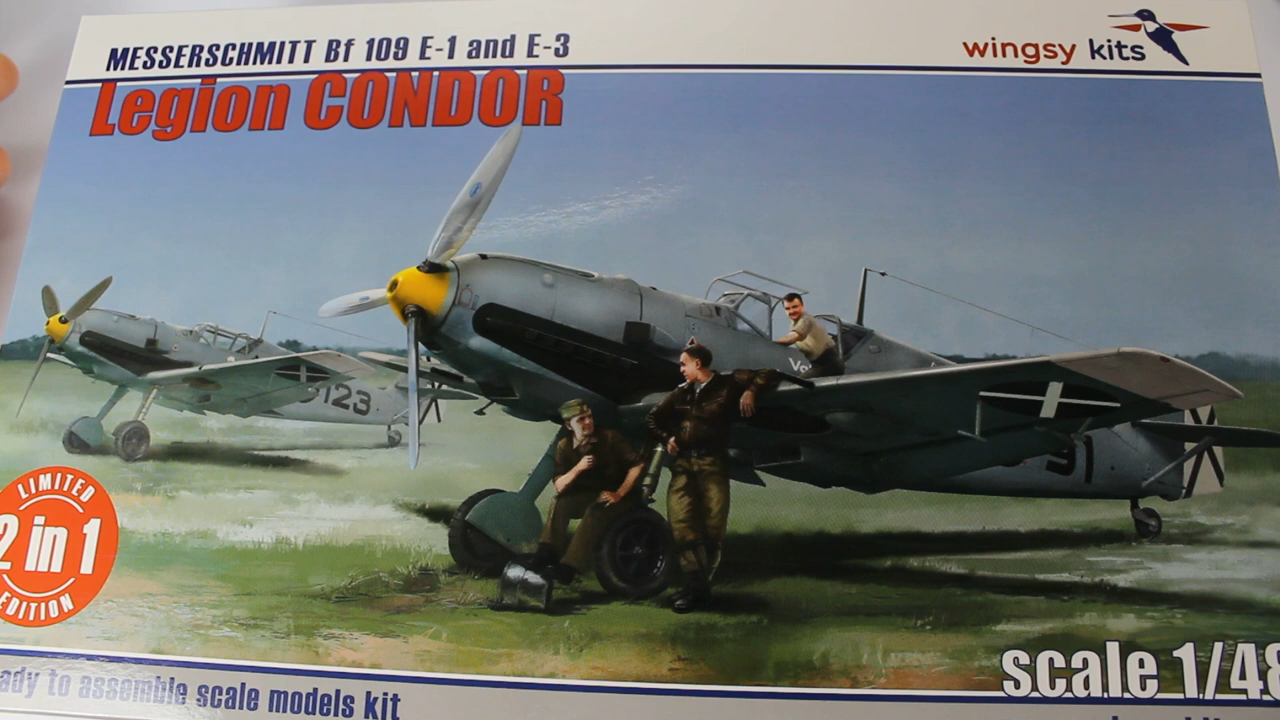 MESSERSCHMITT Bf 109 E-1 and E-3
Legion CONDOR
wingsy kits
123
91
LIMITED
2 in 1
EDITION
scale 1/48
ady to assemble scale models kit